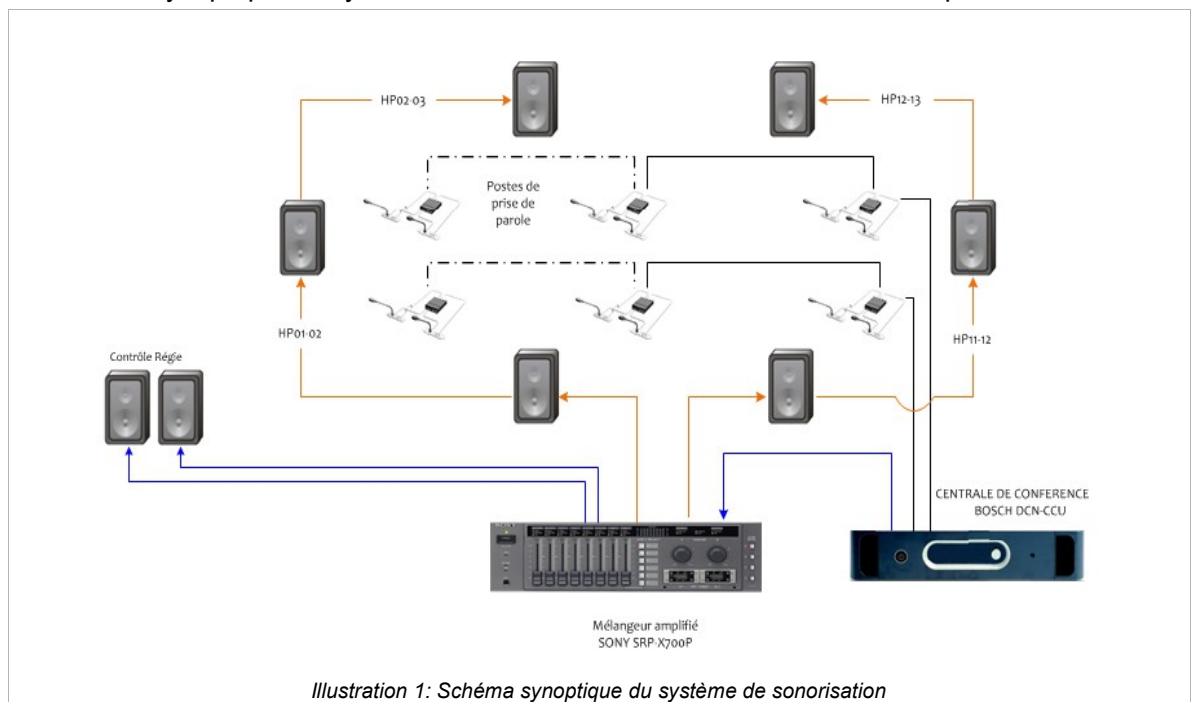 HP02-03
HP12-13
Postes de
prise de
parole
HP01-02
HP11-12
Contrôle Régie
CENTRALE DE CONFERENCE
BOSCH DCN-CCU
Mélangeur amplifié
SONY SRP-X700P
Illustration 1: Schéma synoptique du système de sonorisation